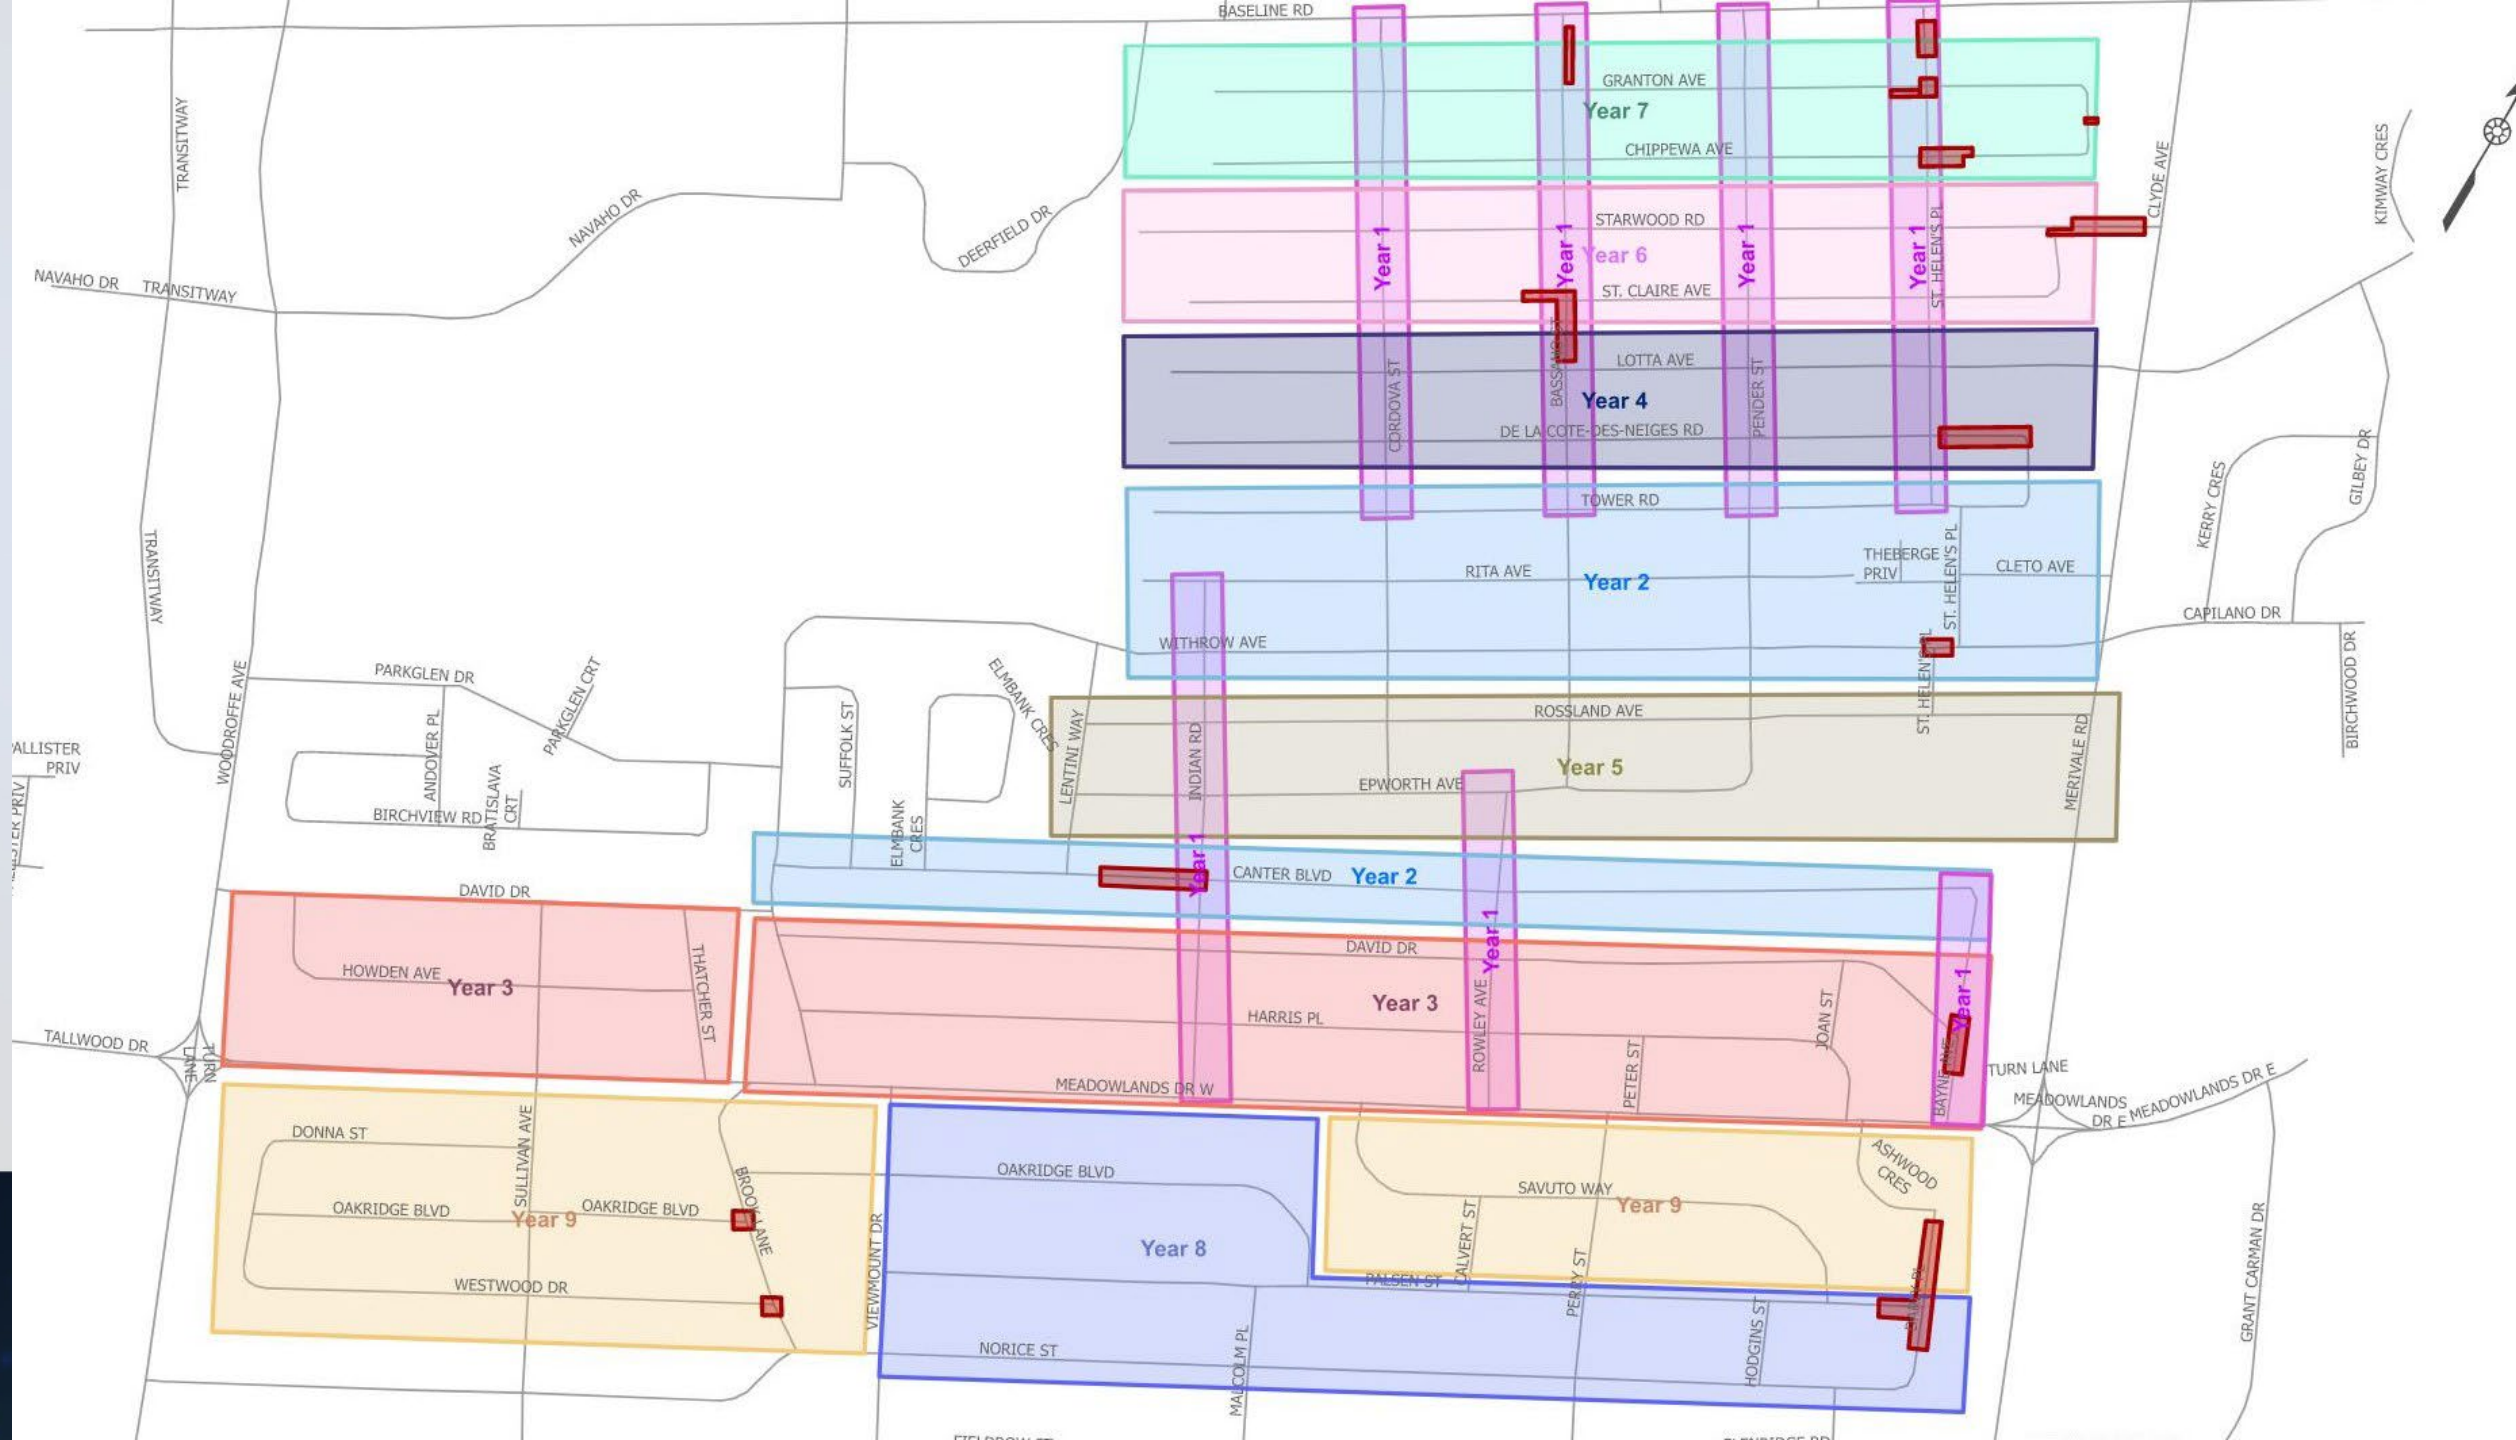 BASELINE RD
TRANSITWAY
GRANTON AVE
Year 7
CHIPPEWA AVE
CLYDE AVE
KIMWAY CRES
NAVAHO DR
DEERFIELD DR
STARWOOD RD
Year 1
Year 1
Year 6
Year 1
Year 1
ST. HELEN'S PL
ST. CLAIRE AVE
NAVAHO DR
TRANSITWAY
LOTTA AVE
CORDOVA ST
BASSANO ST
Year 4
PENDER ST
DE LA COTE-DES-NEIGES RD
GILBEY DR
KERRY CRES
TOWER RD
TRANSITWAY
RITA AVE
Year 2
THEBERGE
PRIV
ST. HELEN'S PL
CLETO AVE
CAPILANO DR
WITHROW AVE
BIRCHWOOD DR
WOODROFFE AVE
PARKGLEN DR
PARKGLEN CRT
ELMBANK CRES
ST. HELEN'S PL
ROSSLAND AVE
MERIVALE RD
ANDOVER PL
SUFFOLK ST
LENTINI WAY
INDIAN RD
Year 5
EPWORTH AVE
ALLISTER
PRIV
BIRCHVIEW RD
BRATISLAVA
CRT
ELMBANK
CRES
Year 1
CANTER BLVD
Year 2
DAVID DR
DAVID DR
Year 1
Year 1
HOWDEN AVE
Year 3
THATCHER ST
Year 3
HARRIS PL
ROWLEY AVE
JOAN ST
PETER ST
BAYNE AVE
TALLWOOD DR
TURN
LANE
MEADOWLANDS DR W
TURN LANE
MEADOWLANDS
DR E
MEADOWLANDS DR E
DONNA ST
SULLIVAN AVE
BROOK LANE
OAKRIDGE BLVD
ASHWOOD
CRES
SAVUTO WAY
Year 9
OAKRIDGE BLVD
Year 9
OAKRIDGE BLVD
VIEWMOUNT DR
Year 8
CALVERT ST
PERRY ST
PALSEN ST
WESTWOOD DR
GRANT CARMAN DR
NORICE ST
MALCOLM PL
HODGINS ST